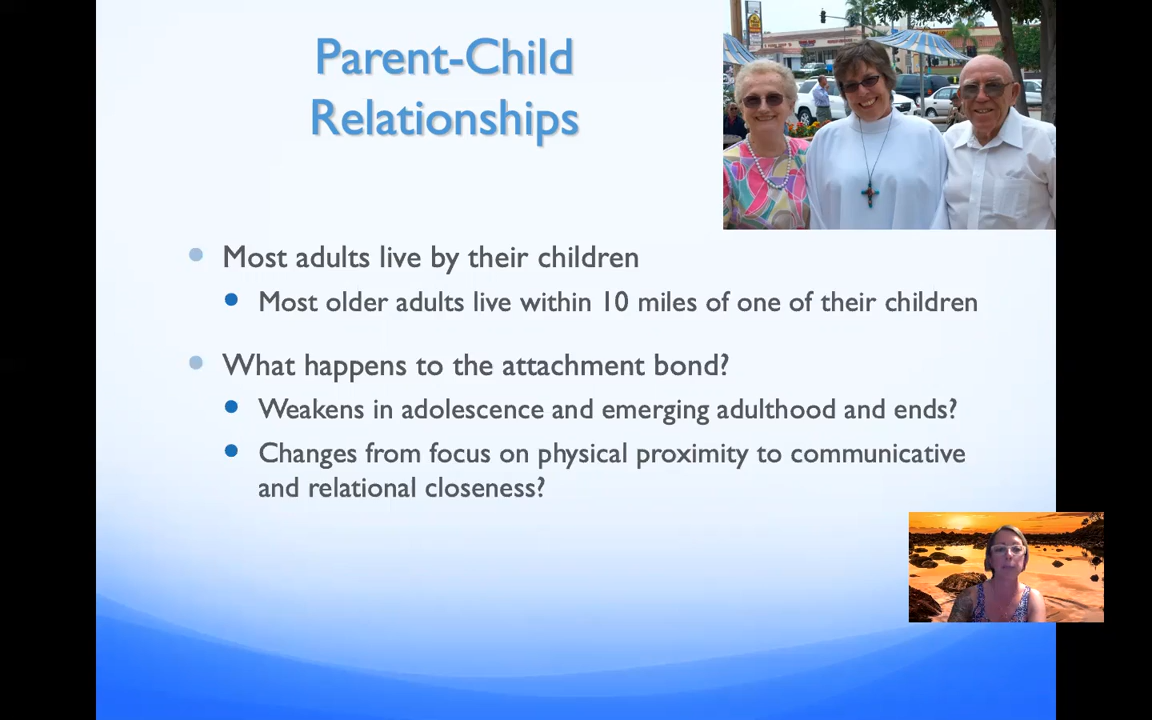 Parent-Child
Relationships
Most adults live by their children
Most older adults live within 10 miles of one of their children
What happens to the attachment bond?
Weakens in adolescence and emerging adulthood and ends?
Changes from focus on physical proximity to communicative
and relational closeness?